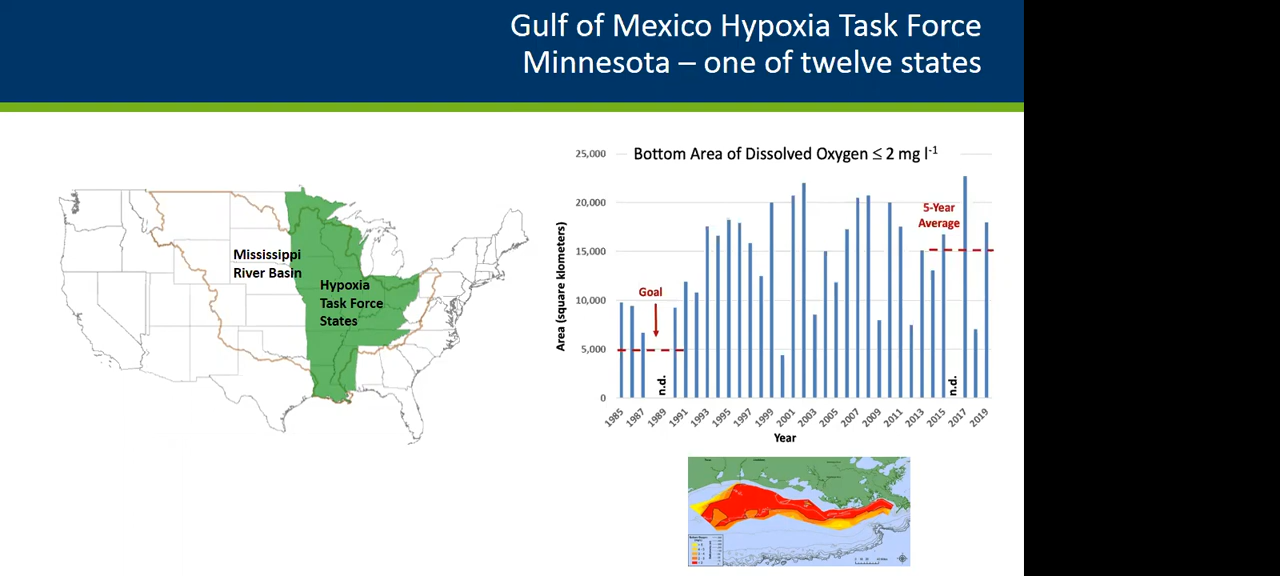 Gulf of Mexico Hypoxia Task Force
Minnesota – one of twelve states
Mississippi
River Basin
Hypoxia
Task Force
States
Bottom Area of Dissolved Oxygen ≤ 2 mg l⁻¹
25,000
20,000
15,000
10,000
5,000
0
Area (square klometers)
Goal
5-Year
Average
n.d.
n.d.
1985
1987
1989
1991
1993
1995
1997
1999
2001
2003
2005
2007
2009
2011
2013
2015
2017
2019
Year